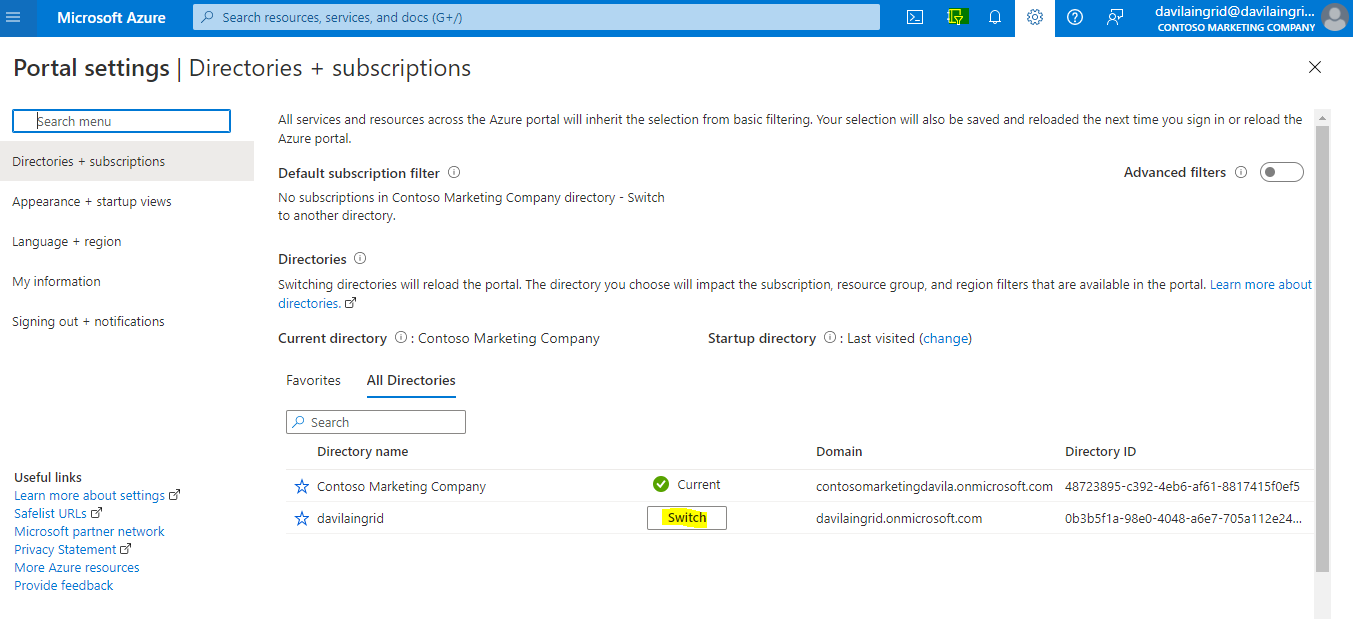 Microsoft Azure
Search resources, services, and docs (G+/)
davilaingrid@davilaingri...
CONTOSO MARKETING COMPANY
Portal settings | Directories + subscriptions
Search menu
Directories + subscriptions
Appearance + startup views
Language + region
My information
Signing out + notifications
Useful links
Learn more about settings
Safelist URLs
Microsoft partner network
Privacy Statement
More Azure resources
Provide feedback
All services and resources across the Azure portal will inherit the selection from basic filtering. Your selection will also be saved and reloaded the next time you sign in or reload the
Azure portal.
Default subscription filter
Advanced filters
No subscriptions in Contoso Marketing Company directory - Switch
to another directory.
Directories
Switching directories will reload the portal. The directory you choose will impact the subscription, resource group, and region filters that are available in the portal. Learn more about
directories.
Current directory : Contoso Marketing Company
Startup directory : Last visited (change)
Favorites All Directories
Search
Directory name Domain Directory ID
Contoso Marketing Company Current contosomarketingdavila.onmicrosoft.com 48723895-c392-4eb6-af61-8817415f0ef5
davilaingrid Switch davilaingrid.onmicrosoft.com 0b3b5f1a-98e0-4048-a6e7-705a112e24...